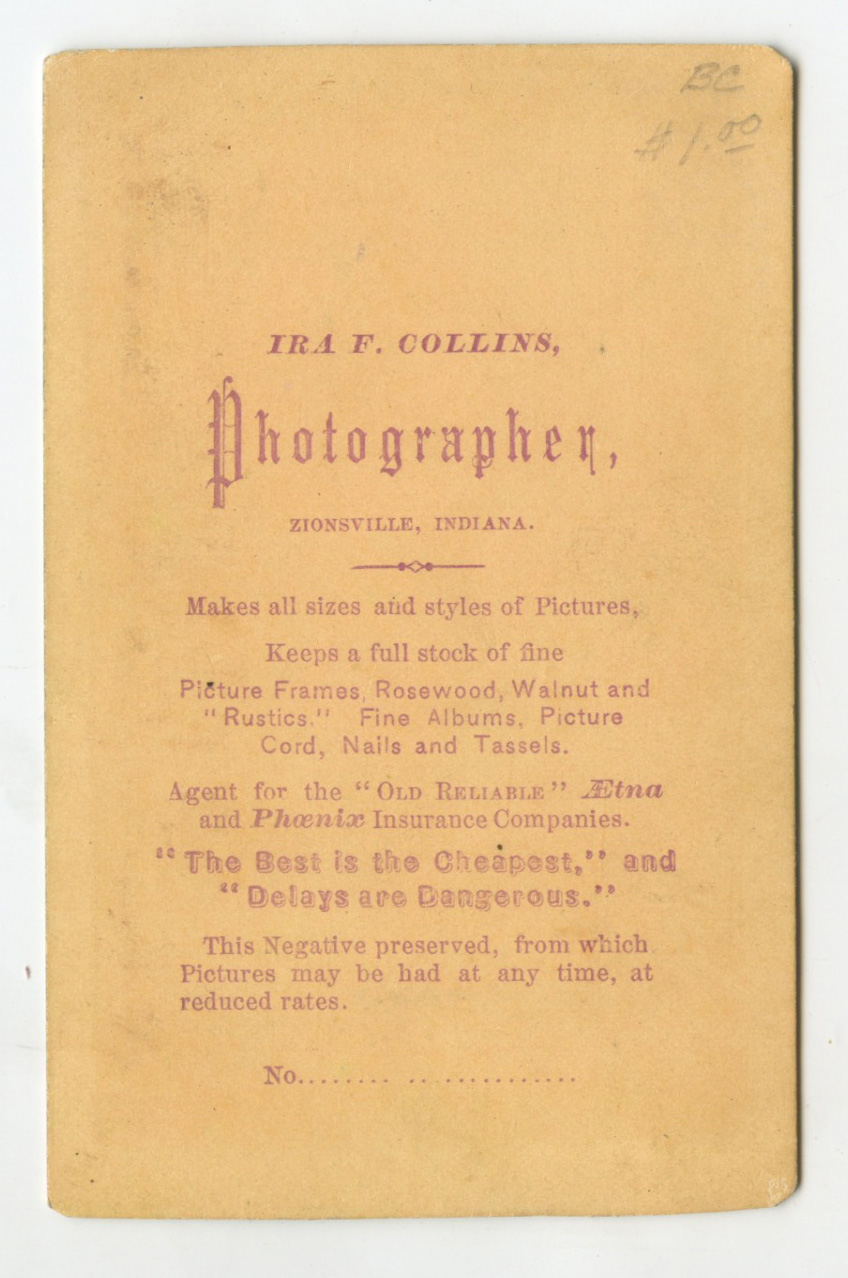 BC
$1.00
IRA F. COLLINS,
Photographer,
ZIONSVILLE, INDIANA.
Makes all sizes and styles of Pictures,
Keeps a full stock of fine
Picture Frames, Rosewood, Walnut and
"Rustics." Fine Albums, Picture
Cord, Nails and Tassels.
Agent for the "OLD RELIABLE" Ætna
and Phœnix Insurance Companies.
"The Best is the Cheapest," and
"Delays are Dangerous."
This Negative preserved, from which
Pictures may be had at any time, at
reduced rates.
No........ .. ............